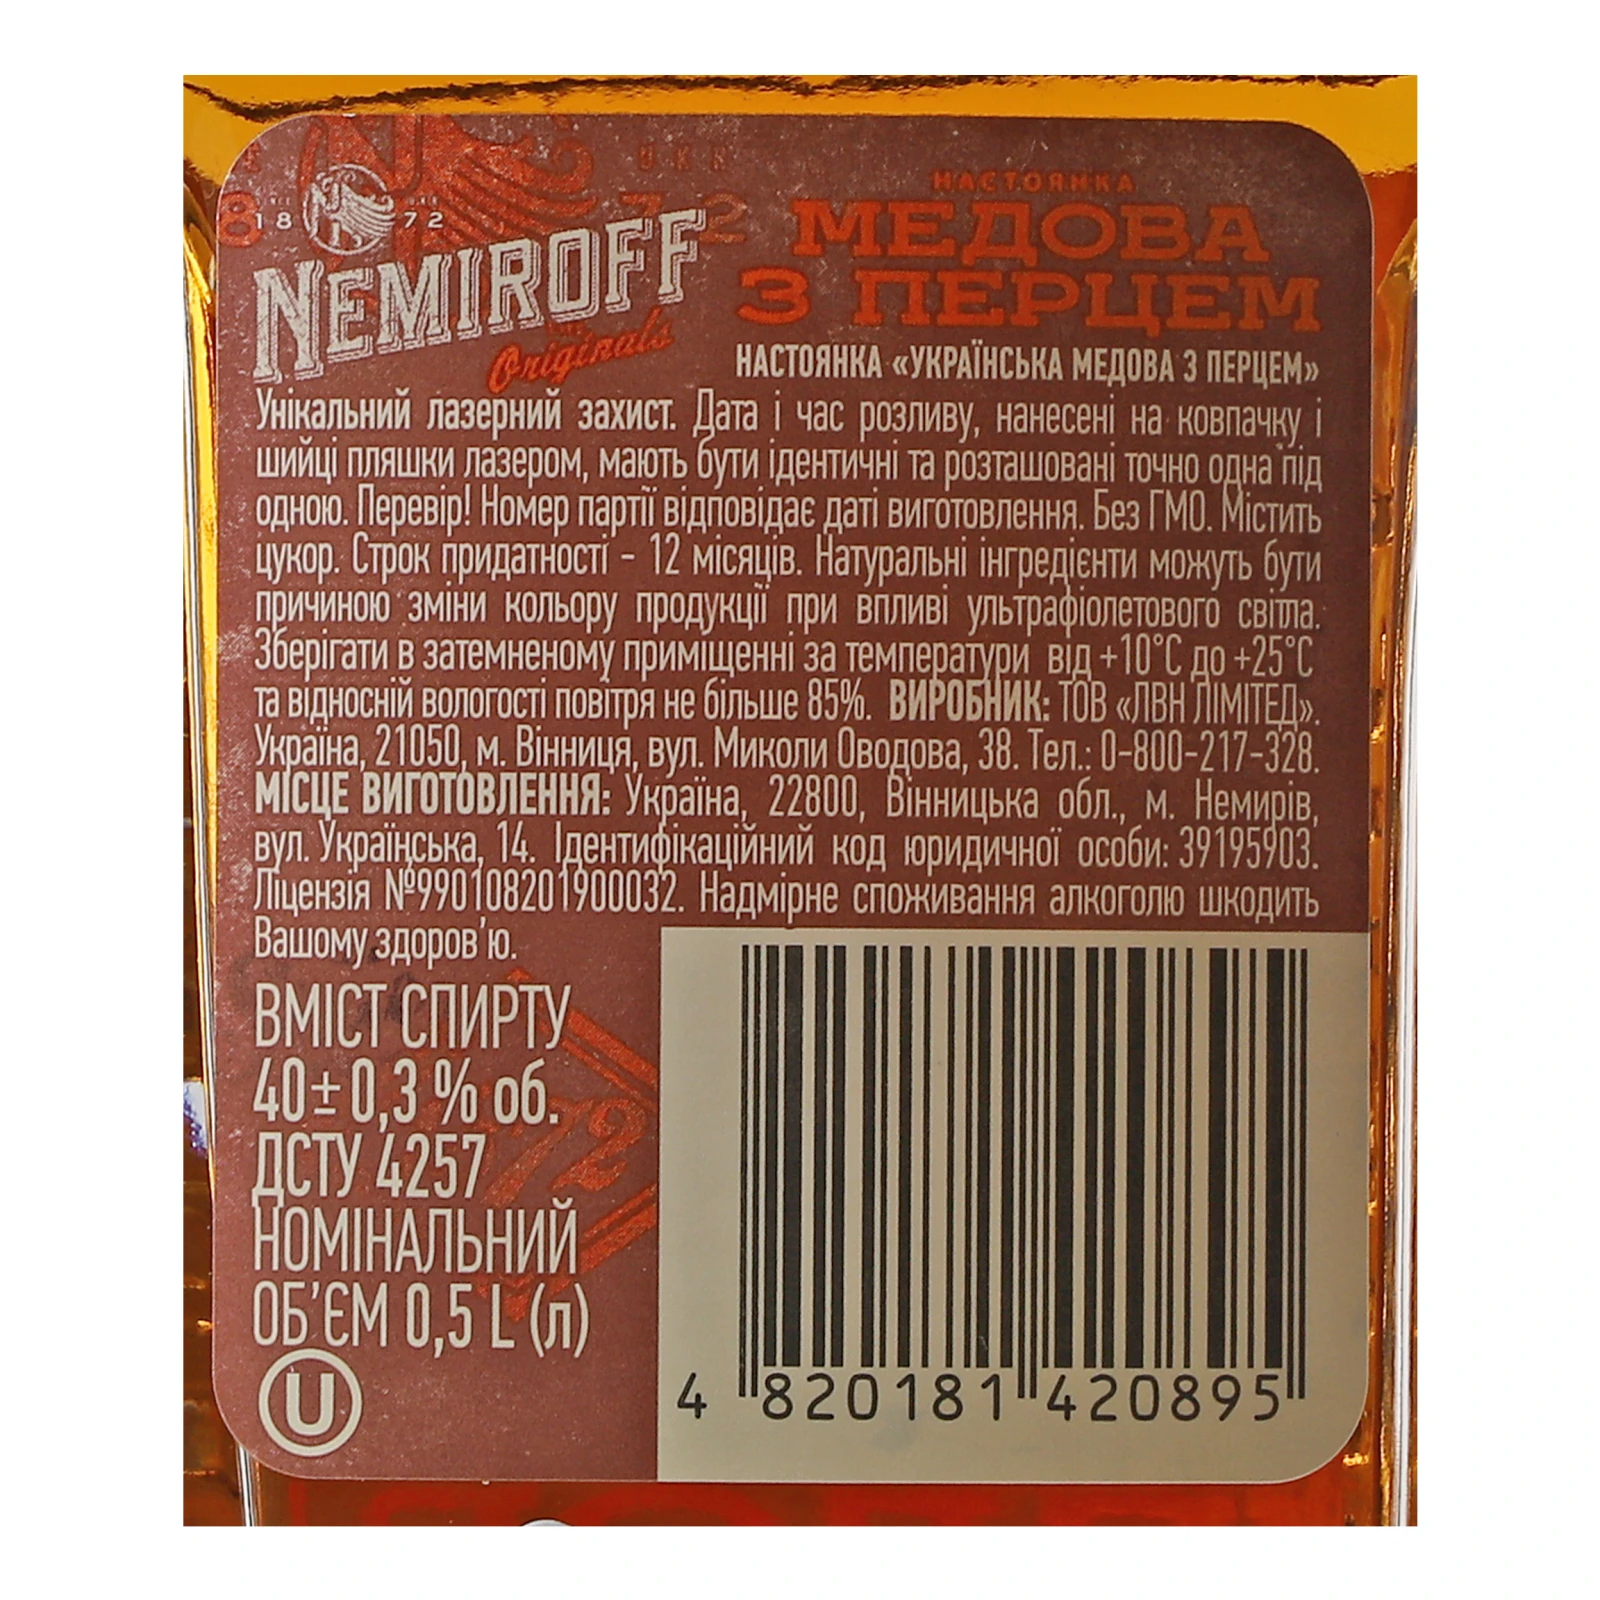 НАСТОЯНКА
18 72
NEMIROFF
Originals
МЕДОВА
З ПЕРЦЕМ
НАСТОЯНКА «УКРАЇНСЬКА МЕДОВА З ПЕРЦЕМ»
Унікальний лазерний захист. Дата і час розливу, нанесені на ковпачку і
шийці пляшки лазером, мають бути ідентичні та розташовані точно одна під
одною. Перевір! Номер партії відповідає даті виготовлення. Без ГМО. Містить
цукор. Строк придатності – 12 місяців. Натуральні інгредієнти можуть бути
причиною зміни кольору продукції при впливі ультрафіолетового світла.
Зберігати в затемненому приміщенні за температури від +10°С до +25°С
та відносній вологості повітря не більше 85%. ВИРОБНИК: ТОВ «ЛВН ЛІМІТЕД».
Україна, 21050, м. Вінниця, вул. Миколи Оводова, 38. Тел.: 0-800-217-328.
МІСЦЕ ВИГОТОВЛЕННЯ: Україна, 22800, Вінницька обл., м. Немирів,
вул. Українська, 14. Ідентифікаційний код юридичної особи: 39195903.
Ліцензія №990108201900032. Надмірне споживання алкоголю шкодить
Вашому здоров'ю.
ВМІСТ СПИРТУ
40±0,3 % об.
ДСТУ 4257
НОМІНАЛЬНИЙ
ОБ'ЄМ 0,5 L (л)
U
4 820181 420895